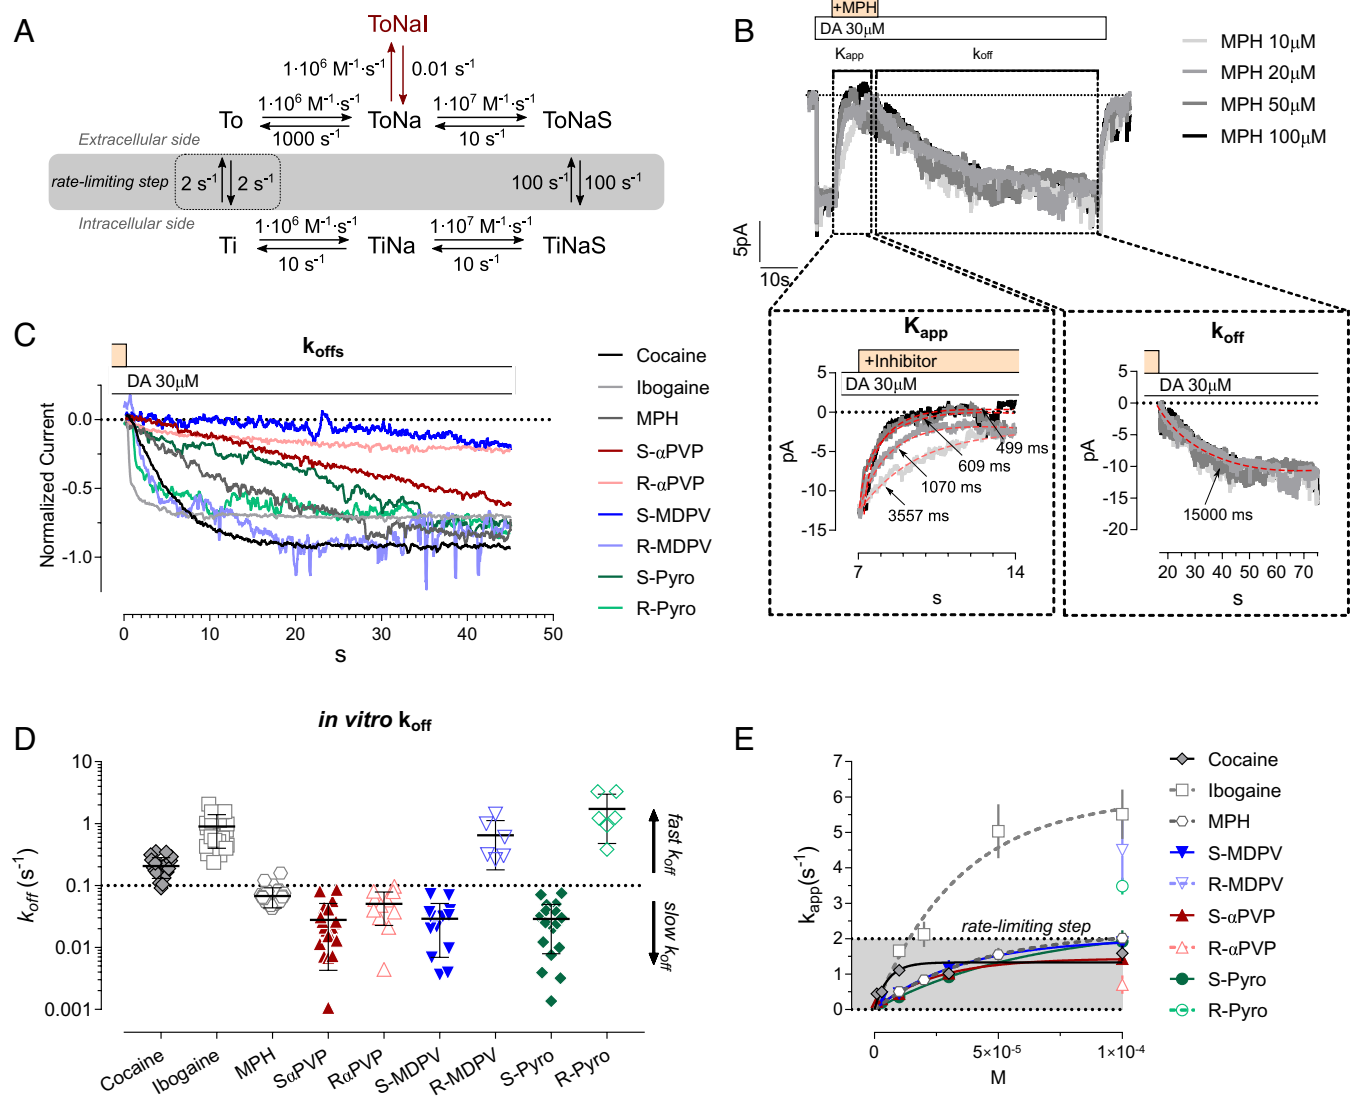 A
ToNaI
1·10⁶ M⁻¹·s⁻¹
0.01 s⁻¹
1·10⁶ M⁻¹·s⁻¹
1·10⁷ M⁻¹·s⁻¹
To
ToNa
ToNaS
1000 s⁻¹
10 s⁻¹
Extracellular side
rate-limiting step
2 s⁻¹
2 s⁻¹
100 s⁻¹
100 s⁻¹
Intracellular side
1·10⁶ M⁻¹·s⁻¹
1·10⁷ M⁻¹·s⁻¹
Ti
TiNa
TiNaS
10 s⁻¹
10 s⁻¹
B
+MPH
DA 30μM
Kapp
koff
MPH 10μM
MPH 20μM
MPH 50μM
MPH 100μM
5pA
10s
Kapp
+Inhibitor
DA 30μM
5
0
-5
-10
-15
pA
499 ms
609 ms
1070 ms
3557 ms
7
14
s
koff
DA 30μM
5
0
-5
-10
-15
-20
pA
15000 ms
20 30 40 50 60 70
s
C
koffs
DA 30μM
0.0
-0.5
-1.0
Normalized Current
0 10 20 30 40 50
s
Cocaine
Ibogaine
MPH
S-αPVP
R-αPVP
S-MDPV
R-MDPV
S-Pyro
R-Pyro
D
in vitro koff
10
1
0.1
0.01
0.001
koff (s⁻¹)
fast koff
slow koff
Cocaine
Ibogaine
MPH
SαPVP
RαPVP
S-MDPV
R-MDPV
S-Pyro
R-Pyro
E
7
6
5
4
3
2
1
0
kapp(s⁻¹)
rate-limiting step
0
5×10⁻⁵
1×10⁻⁴
M
Cocaine
Ibogaine
MPH
S-MDPV
R-MDPV
S-αPVP
R-αPVP
S-Pyro
R-Pyro